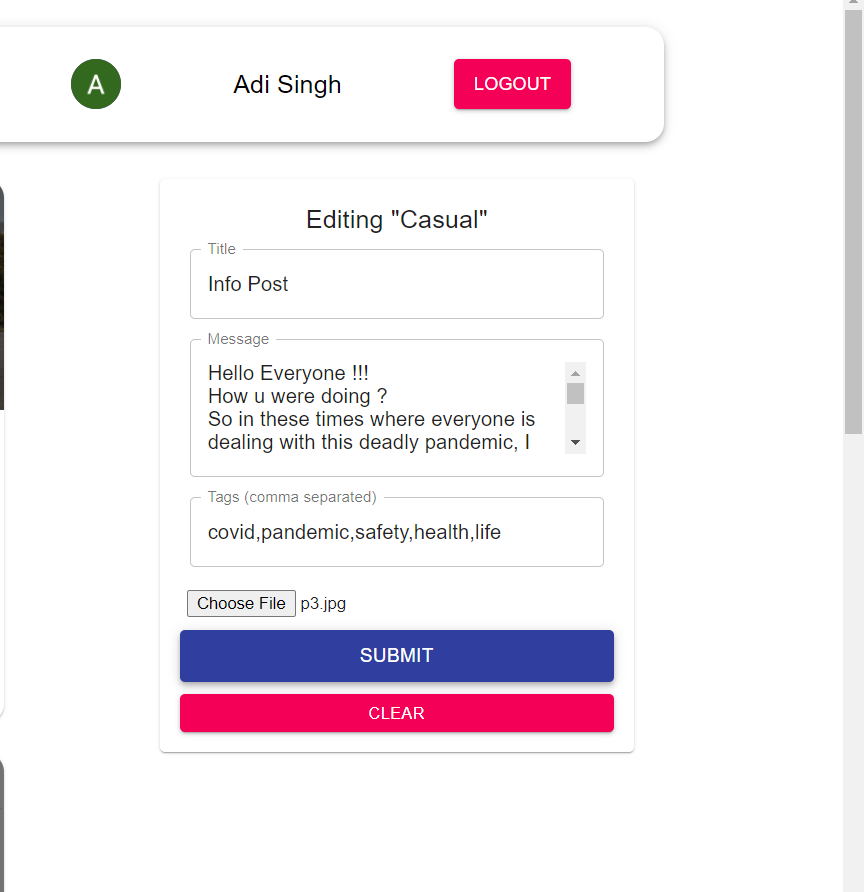 A
Adi Singh
LOGOUT
Editing "Casual"
Title
Info Post
Message
Hello Everyone !!!
How u were doing ?
So in these times where everyone is
dealing with this deadly pandemic, I
Tags (comma separated)
covid,pandemic,safety,health,life
Choose File p3.jpg
SUBMIT
CLEAR